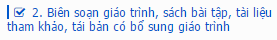 2. Biên soạn giáo trình, sách bài tập, tài liệu
tham khảo, tái bản có bổ sung giáo trình